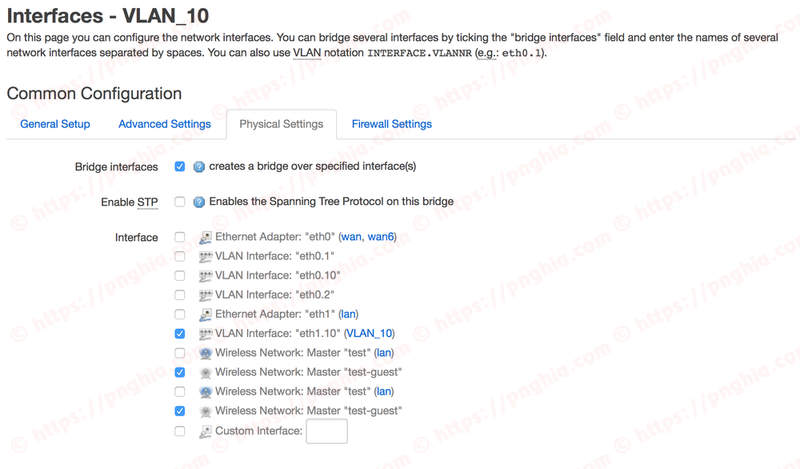 Interfaces - VLAN_10
On this page you can configure the network interfaces. You can bridge several interfaces by ticking the "bridge interfaces" field and enter the names of several
network interfaces separated by spaces. You can also use VLAN notation INTERFACE.VLANNR (e.g.: eth0.1).
Common Configuration
General Setup Advanced Settings Physical Settings Firewall Settings
Bridge interfaces creates a bridge over specified interface(s)
Enable STP Enables the Spanning Tree Protocol on this bridge
Interface Ethernet Adapter: "eth0" (wan, wan6)
VLAN Interface: "eth0.1"
VLAN Interface: "eth0.10"
VLAN Interface: "eth0.2"
Ethernet Adapter: "eth1" (lan)
VLAN Interface: "eth1.10" (VLAN_10)
Wireless Network: Master "test" (lan)
Wireless Network: Master "test-guest"
Wireless Network: Master "test" (lan)
Wireless Network: Master "test-guest"
Custom Interface:
© https://pnghia.com